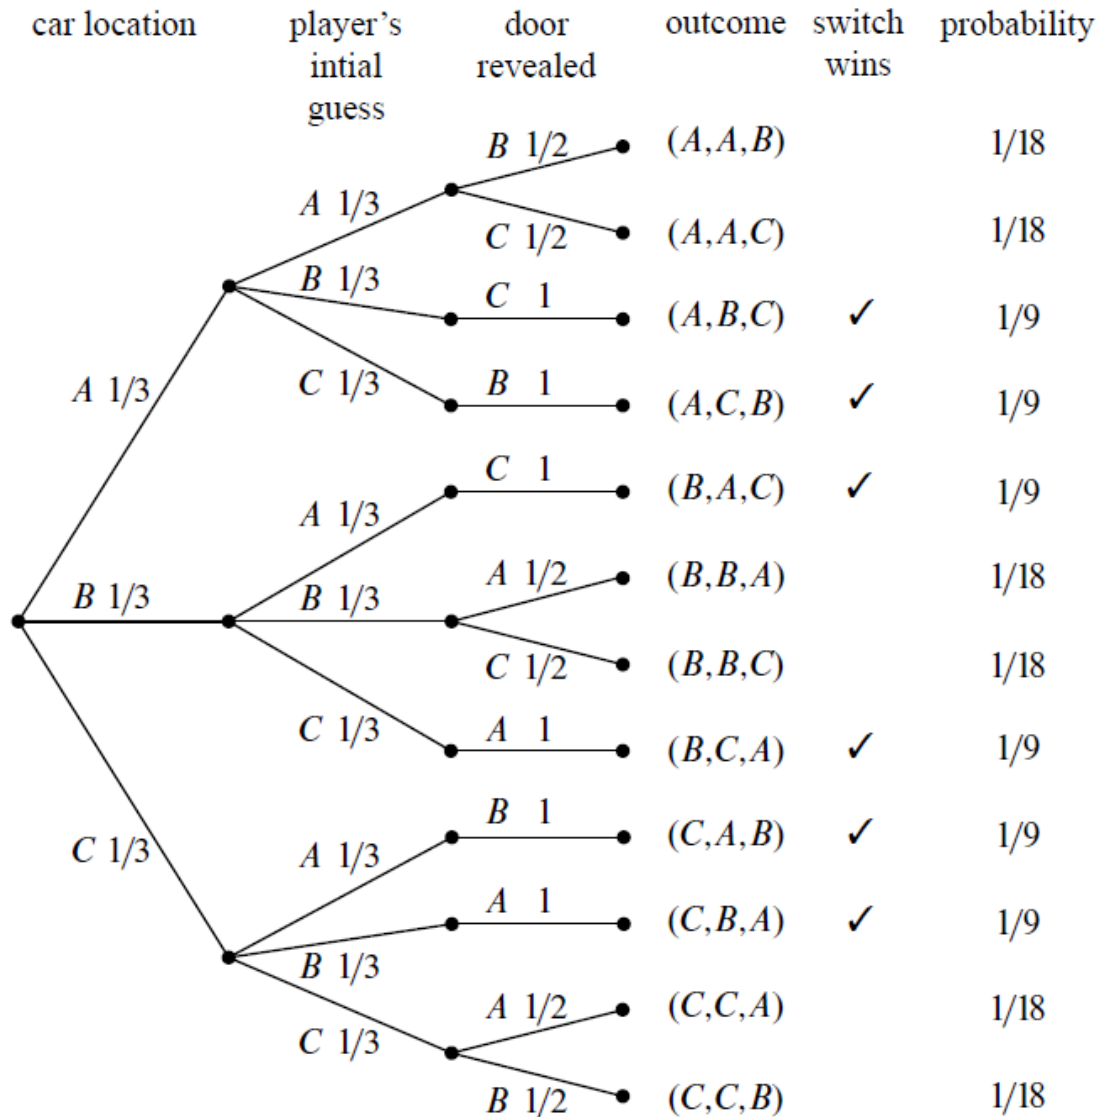 car location player's door outcome switch probability
intial revealed wins
guess
B 1/2 (A,A,B) 1/18
A 1/3
C 1/2 (A,A,C) 1/18
B 1/3 C 1 (A,B,C) ✓ 1/9
A 1/3 C 1/3 B 1 (A,C,B) ✓ 1/9
C 1 (B,A,C) ✓ 1/9
A 1/3
A 1/2 (B,B,A) 1/18
B 1/3 B 1/3
C 1/2 (B,B,C) 1/18
C 1/3 A 1 (B,C,A) ✓ 1/9
B 1 (C,A,B) ✓ 1/9
C 1/3 A 1/3
A 1 (C,B,A) ✓ 1/9
B 1/3
A 1/2 (C,C,A) 1/18
C 1/3
B 1/2 (C,C,B) 1/18